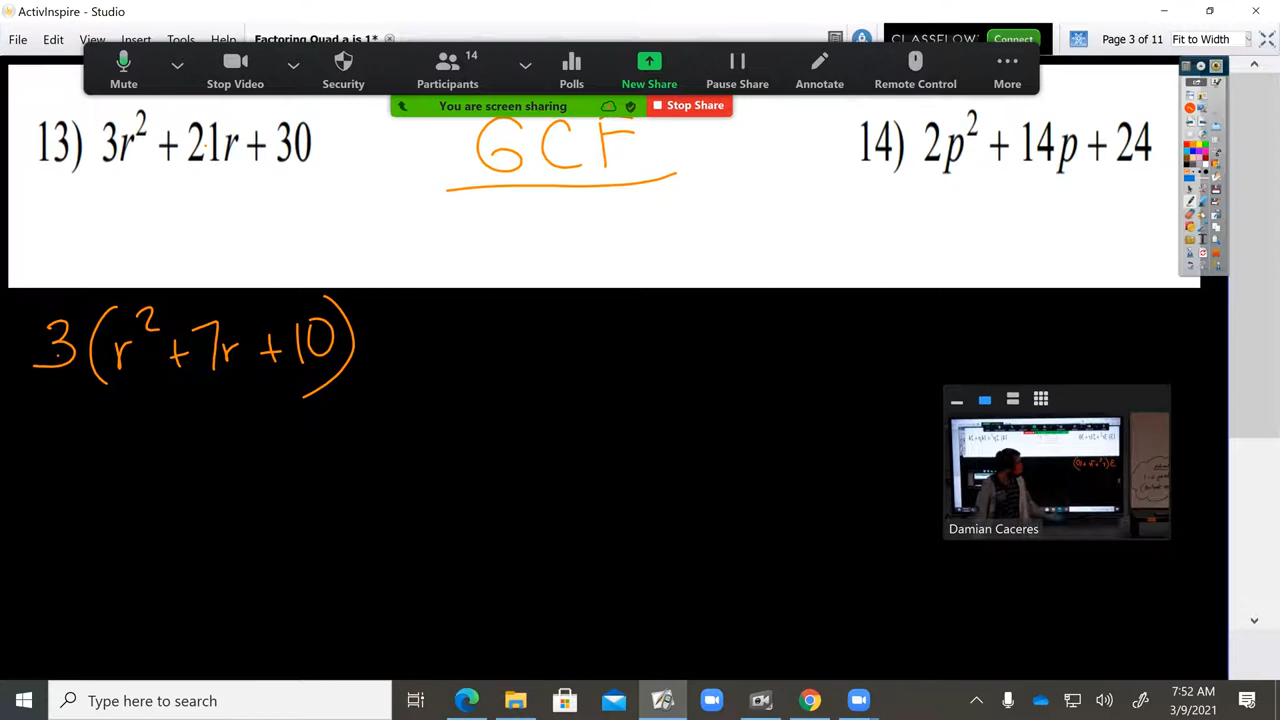 ActivInspire - Studio
File Edit View Insert Tools Help Factoring Quad a is 1* CLASSFLOW Connect Page 3 of 11 Fit to Width
Mute Stop Video Security Participants 14 Polls New Share Pause Share Annotate Remote Control More
You are screen sharing Stop Share
13) 3r² + 21r + 30
GCF
14) 2p² + 14p + 24
3(r² + 7r + 10)
Damian Caceres
Type here to search
7:52 AM
3/9/2021